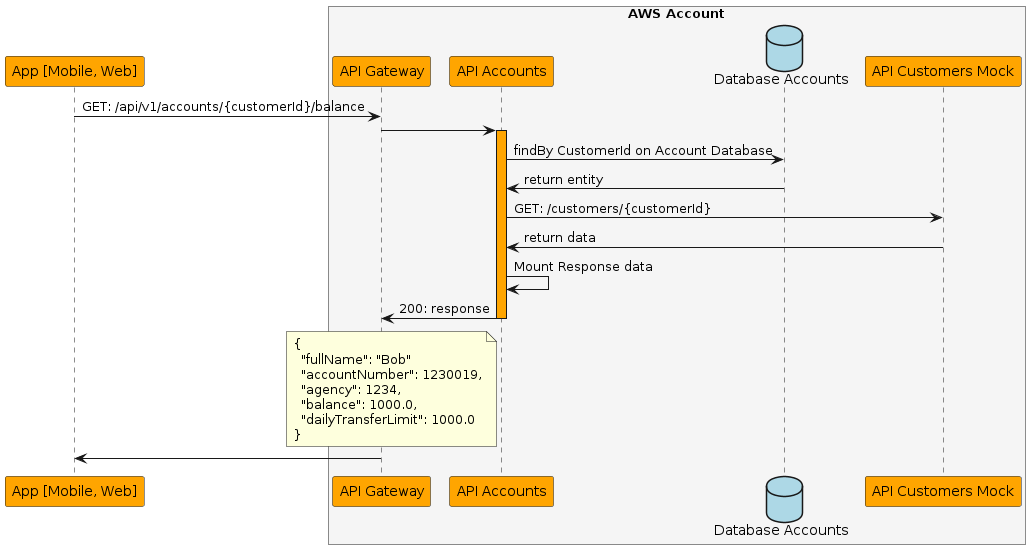 AWS Account
App [Mobile, Web]
API Gateway
API Accounts
Database Accounts
API Customers Mock
GET: /api/v1/accounts/{customerId}/balance
findBy CustomerId on Account Database
return entity
GET: /customers/{customerId}
return data
Mount Response data
200: response
{
"fullName": "Bob"
"accountNumber": 1230019,
"agency": 1234,
"balance": 1000.0,
"dailyTransferLimit": 1000.0
}
App [Mobile, Web]
API Gateway
API Accounts
Database Accounts
API Customers Mock